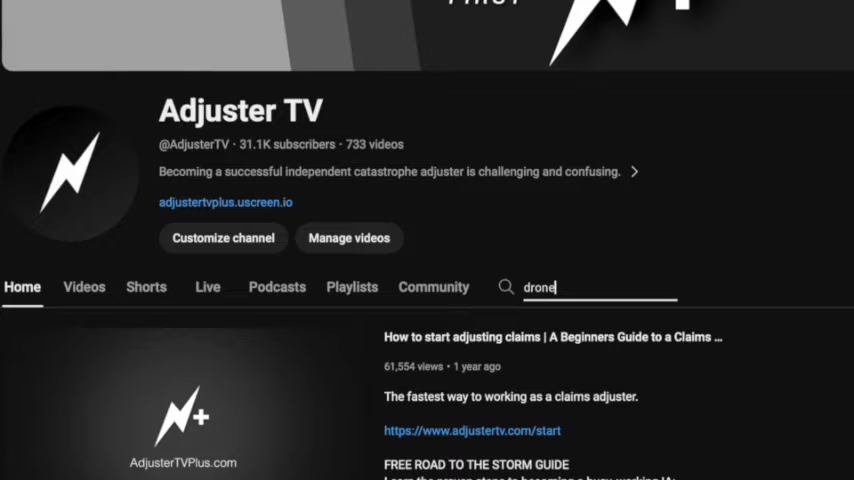 Adjuster TV
@AdjusterTV · 31.1K subscribers · 733 videos
Becoming a successful independent catastrophe adjuster is challenging and confusing.
adjustertvplus.uscreen.io
Customize channel Manage videos
Home Videos Shorts Live Podcasts Playlists Community drone
How to start adjusting claims | A Beginners Guide to a Claims ...
61,554 views · 1 year ago
The fastest way to working as a claims adjuster.
https://www.adjustertv.com/start
AdjusterTVPlus.com
FREE ROAD TO THE STORM GUIDE